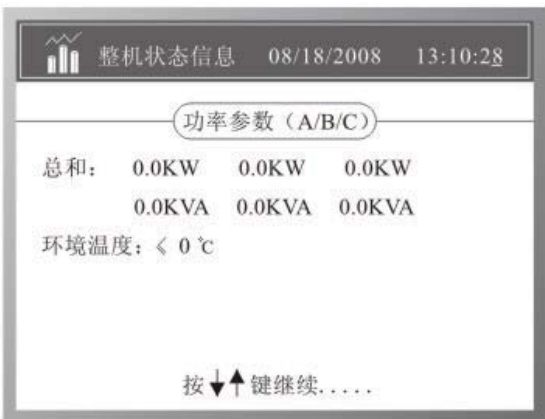 整机状态信息 08/18/2008 13:10:28
功率参数（A/B/C）
总和： 0.0KW 0.0KW 0.0KW
0.0KVA 0.0KVA 0.0KVA
环境温度：≤ 0 ℃
按↓↑键继续.....